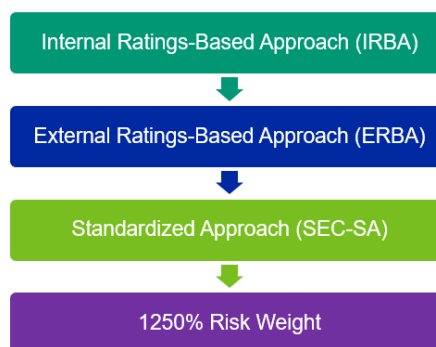 Internal Ratings-Based Approach (IRBA)
External Ratings-Based Approach (ERBA)
Standardized Approach (SEC-SA)
1250% Risk Weight